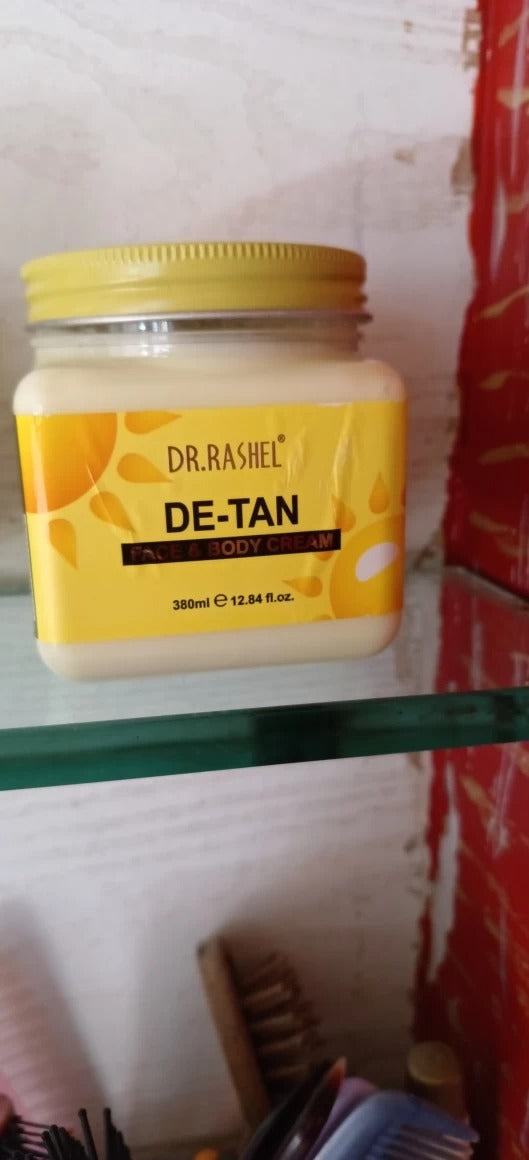 DR.RASHEL®
DE-TAN
FACE & BODY CREAM
380ml ℮ 12.84 fl.oz.